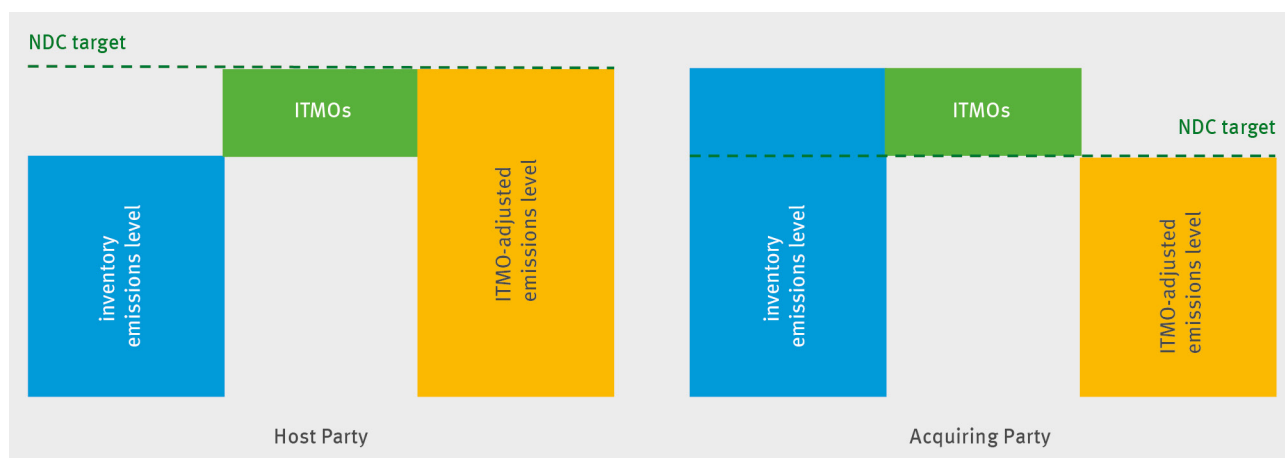 NDC target
ITMOs
inventory
emissions level
ITMO-adjusted
emissions level
Host Party
ITMOs
NDC target
inventory
emissions level
ITMO-adjusted
emissions level
Acquiring Party